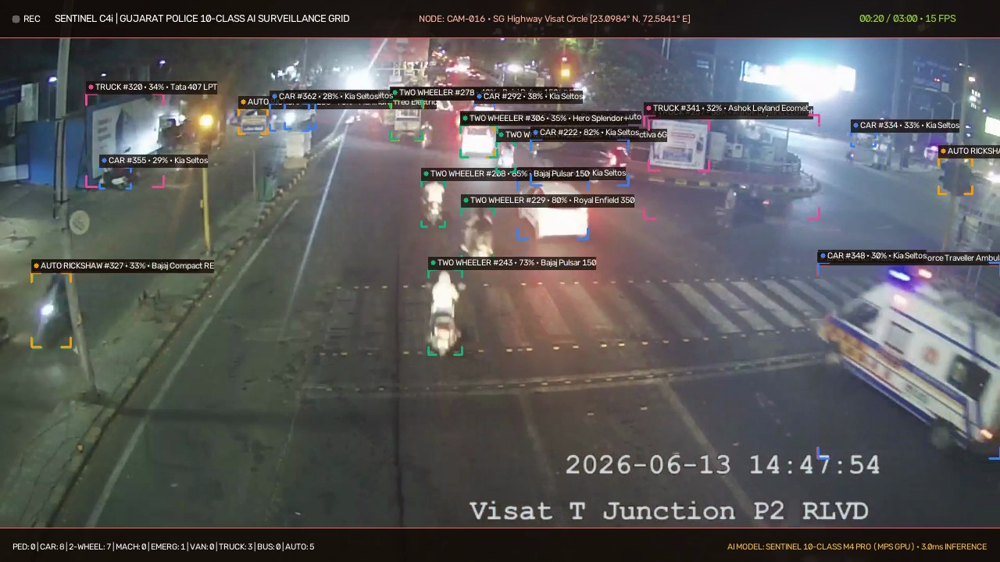 REC SENTINEL C4i | GUJARAT POLICE 10-CLASS AI SURVEILLANCE GRID NODE: CAM-016 • SG Highway Visat Circle [23.0984° N, 72.5841° E] 00:20 / 03:00 • 15 FPS
TRUCK #320 • 34% • Tata 407 LPT
AUTO
CAR #362 • 28% • Kia Seltos
TWO WHEELER #278
CAR #292 • 38% • Kia Seltos
TRUCK #341 • 32% • Ashok Leyland Ecomet
TWO WHEELER #306 • 35% • Hero Splendor+
CAR #334 • 33% • Kia Seltos
TWO W
CAR #222 • 82% • Kia Seltos
ctiva 6G
AUTO RICKSHA
CAR #355 • 29% • Kia Seltos
TWO WHEELER #208 • 65% • Bajaj Pulsar 150
Kia Seltos
TWO WHEELER #229 • 80% • Royal Enfield 350
CAR #348 • 30% • Kia Seltos
orce Traveller Ambul
AUTO RICKSHAW #327 • 33% • Bajaj Compact RE
TWO WHEELER #243 • 73% • Bajaj Pulsar 150
2026-06-13 14:47:54
Visat T Junction P2 RLVD
PED: 0 | CAR: 8 | 2-WHEEL: 7 | MACH: 0 | EMERG: 1 | VAN: 0 | TRUCK: 3 | BUS: 0 | AUTO: 5 AI MODEL: SENTINEL 10-CLASS M4 PRO (MPS GPU) • 3.0ms INFERENCE